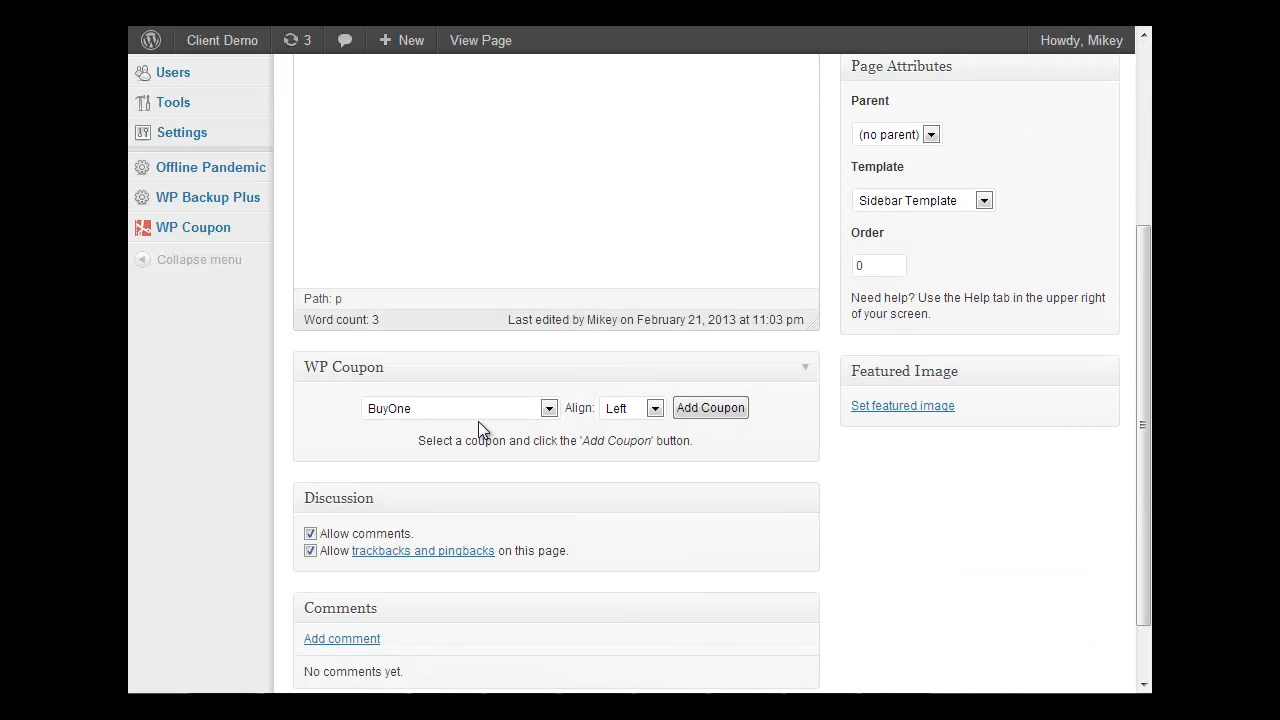 Client Demo 3 New View Page Howdy, Mikey
Users
Tools
Settings
Offline Pandemic
WP Backup Plus
WP Coupon
Collapse menu
Path: p
Word count: 3 Last edited by Mikey on February 21, 2013 at 11:03 pm
WP Coupon
BuyOne Align: Left Add Coupon
Select a coupon and click the 'Add Coupon' button.
Discussion
Allow comments.
Allow trackbacks and pingbacks on this page.
Comments
Add comment
No comments yet.
Page Attributes
Parent
(no parent)
Template
Sidebar Template
Order
0
Need help? Use the Help tab in the upper right
of your screen.
Featured Image
Set featured image